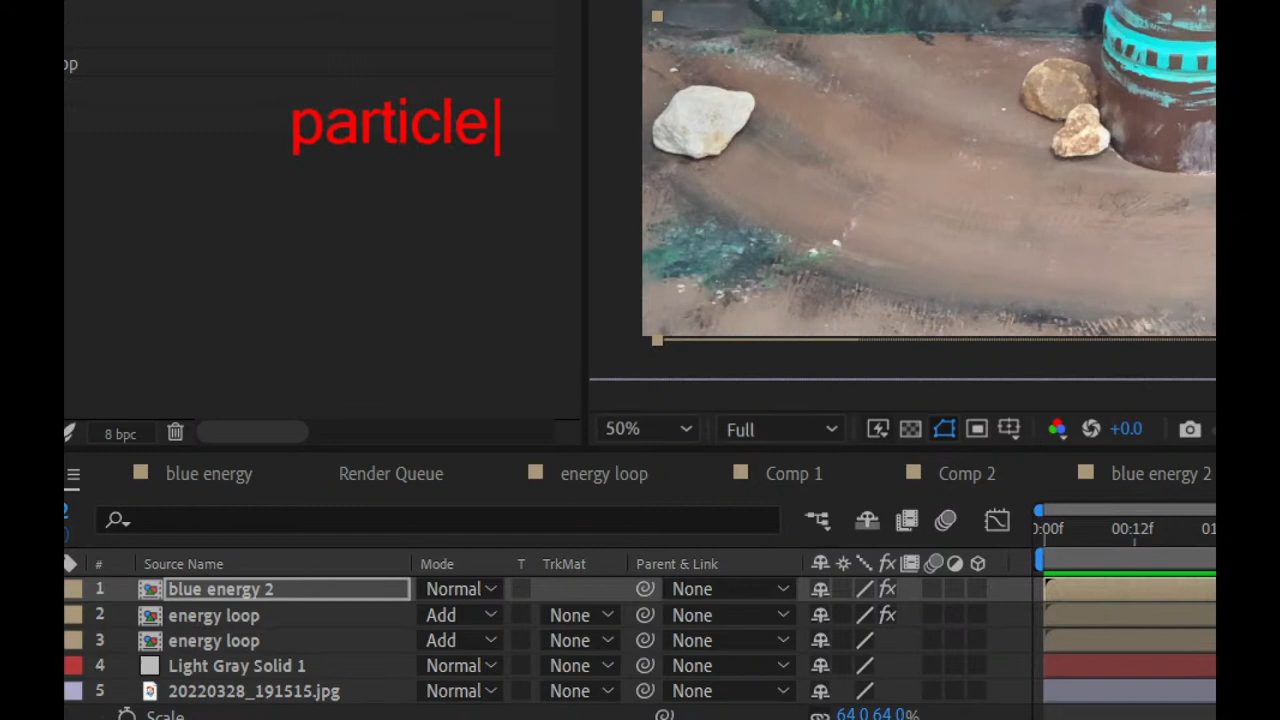 op
particle
8 bpc
50%
Full
+0.0
blue energy
Render Queue
energy loop
Comp 1
Comp 2
blue energy 2
0:00f
00:12f
# Source Name Mode T TrkMat Parent & Link
1 blue energy 2 Normal None
2 energy loop Add None None
3 energy loop Add None None
4 Light Gray Solid 1 Normal None None
5 20220328_191515.jpg Normal None None
Scale 64.0,64.0%